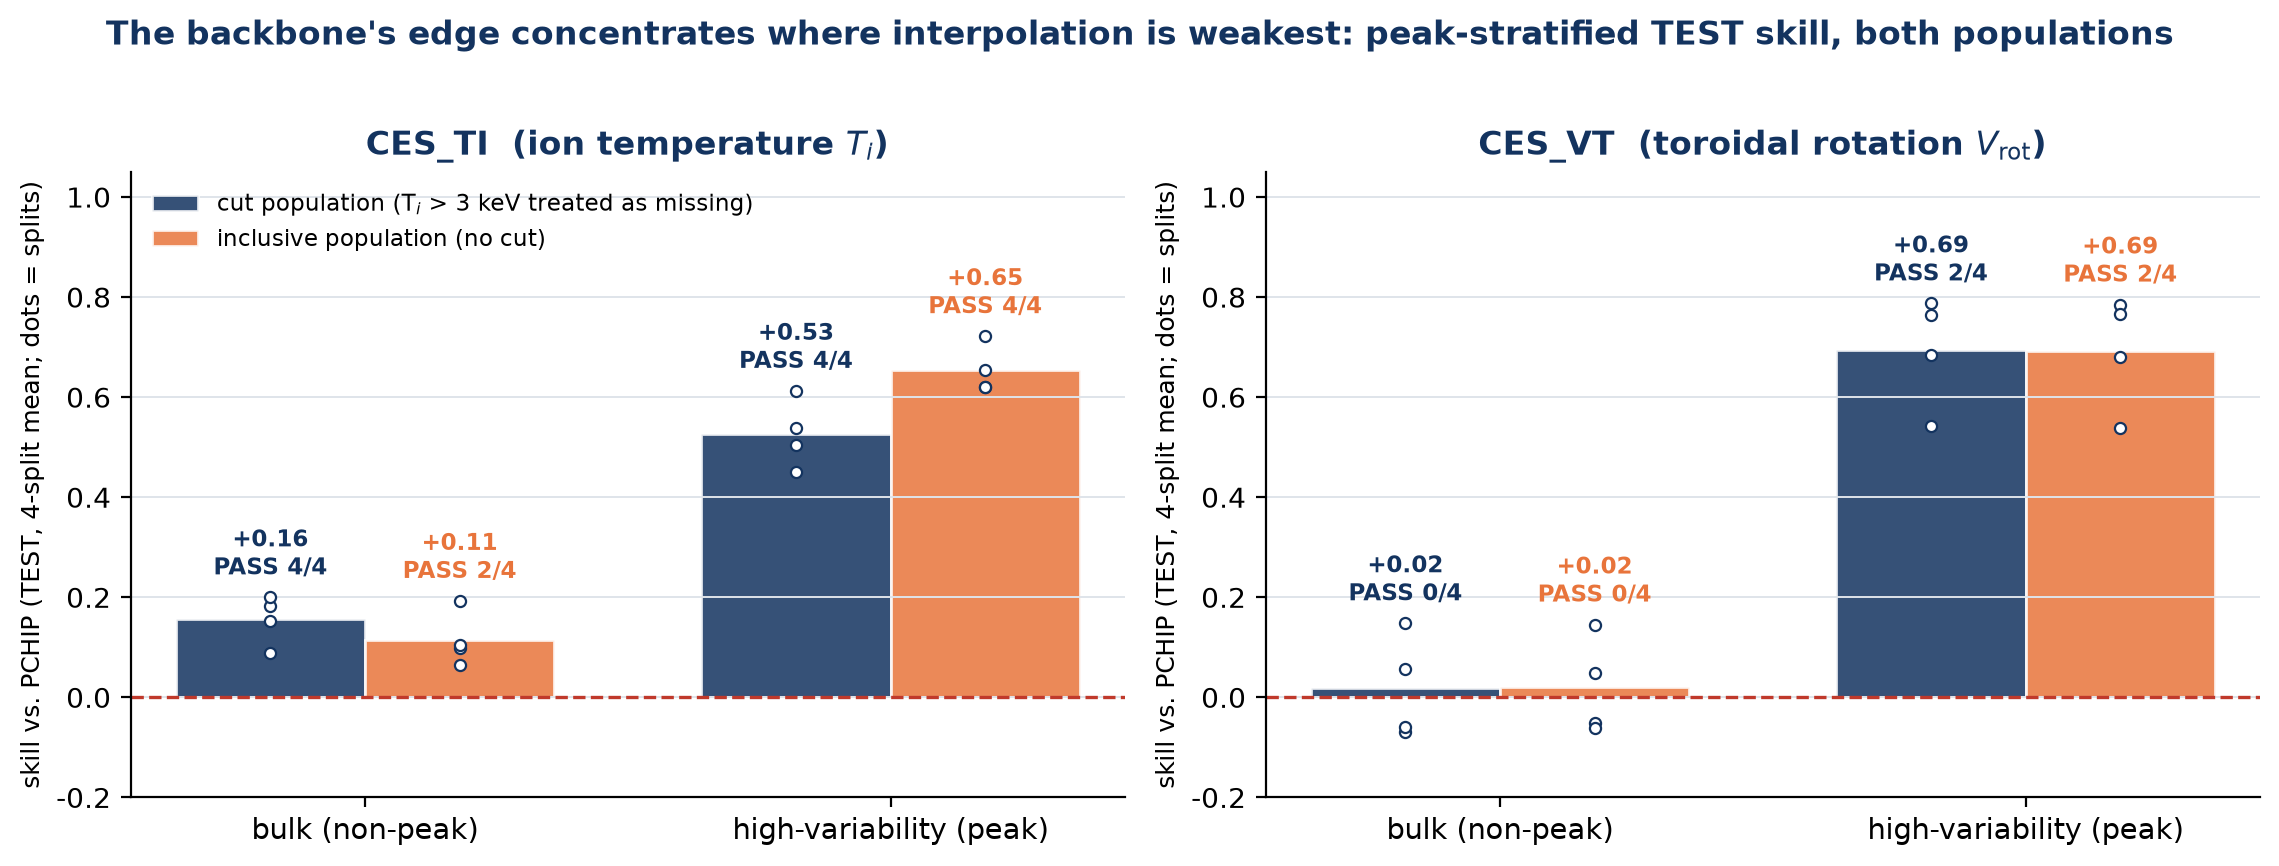 The backbone's edge concentrates where interpolation is weakest: peak-stratified TEST skill, both populations
CES_TI (ion temperature T_i)
skill vs. PCHIP (TEST, 4-split mean; dots = splits)
1.0
0.8
0.6
0.4
0.2
0.0
-0.2
cut population (T_i > 3 keV treated as missing)
inclusive population (no cut)
+0.16
PASS 4/4
+0.11
PASS 2/4
+0.53
PASS 4/4
+0.65
PASS 4/4
bulk (non-peak)
high-variability (peak)
CES_VT (toroidal rotation V_rot)
skill vs. PCHIP (TEST, 4-split mean; dots = splits)
1.0
0.8
0.6
0.4
0.2
0.0
-0.2
+0.02
PASS 0/4
+0.02
PASS 0/4
+0.69
PASS 2/4
+0.69
PASS 2/4
bulk (non-peak)
high-variability (peak)